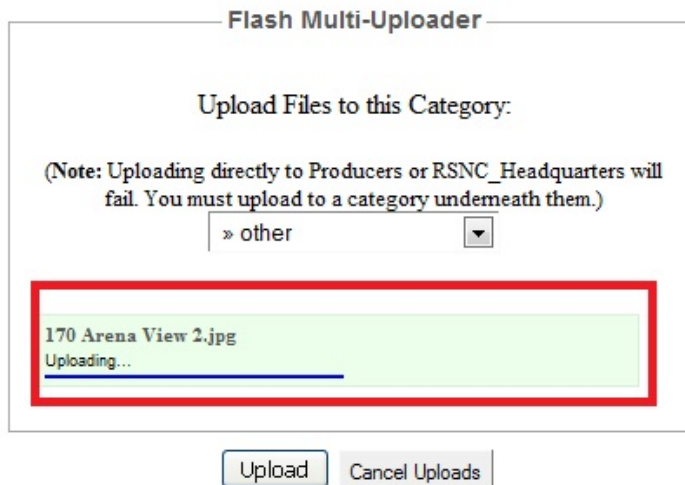 Flash Multi-Uploader
Upload Files to this Category:
(Note: Uploading directly to Producers or RSNC_Headquarters will
fail. You must upload to a category underneath them.)
» other
170 Arena View 2.jpg
Uploading...
Upload
Cancel Uploads